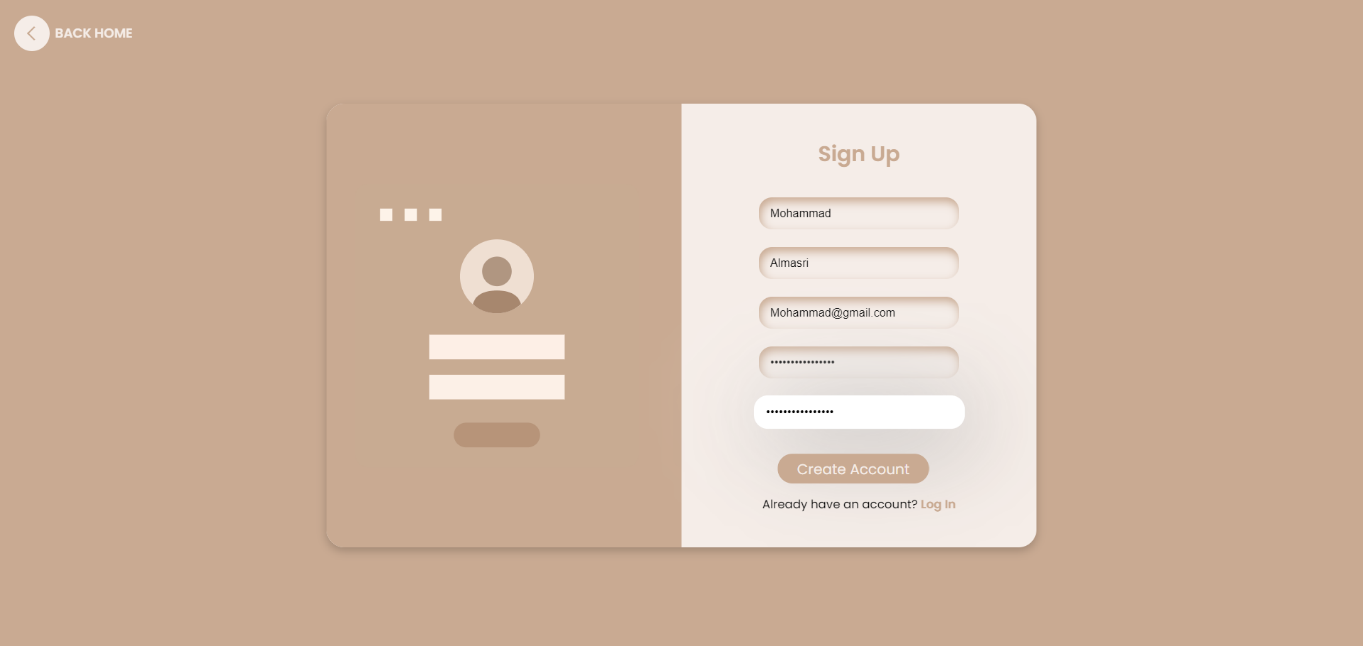 BACK HOME
Sign Up
Mohammad
Almasri
Mohammad@gmail.com
••••••••••••••••
••••••••••••••••
Create Account
Already have an account? Log In